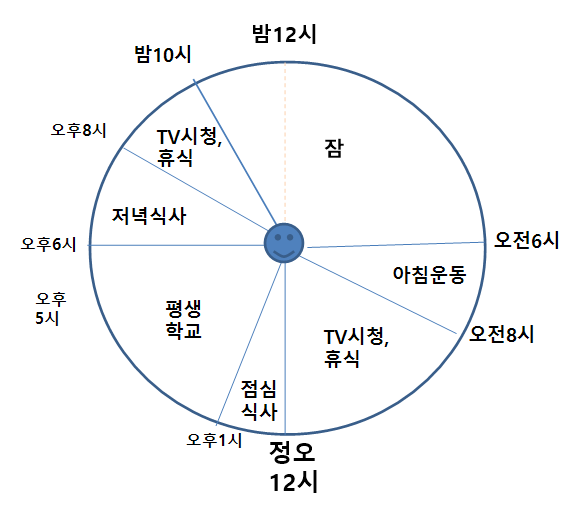 밤12시
밤10시
오후8시
TV시청,
휴식
잠
저녁식사
오후6시
오전6시
아침운동
오후
5시
평생
학교
TV시청,
휴식
오전8시
점심
식사
오후1시
정오
12시